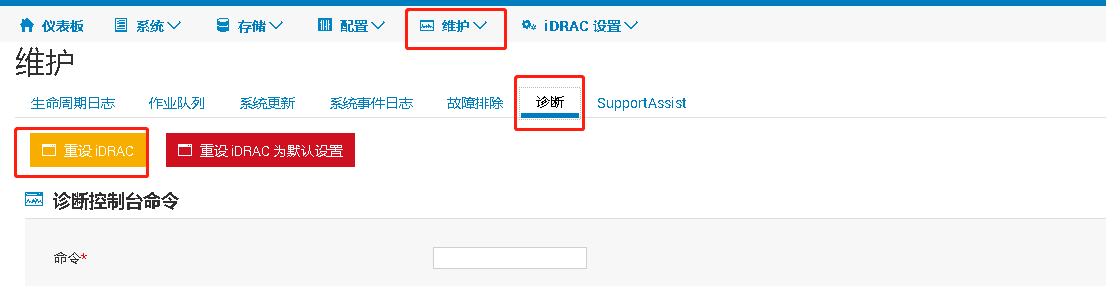 仪表板 系统 存储 配置 维护 iDRAC 设置
维护
生命周期日志 作业队列 系统更新 系统事件日志 故障排除 诊断 SupportAssist
重设 iDRAC 重设 iDRAC 为默认设置
诊断控制台命令
命令*